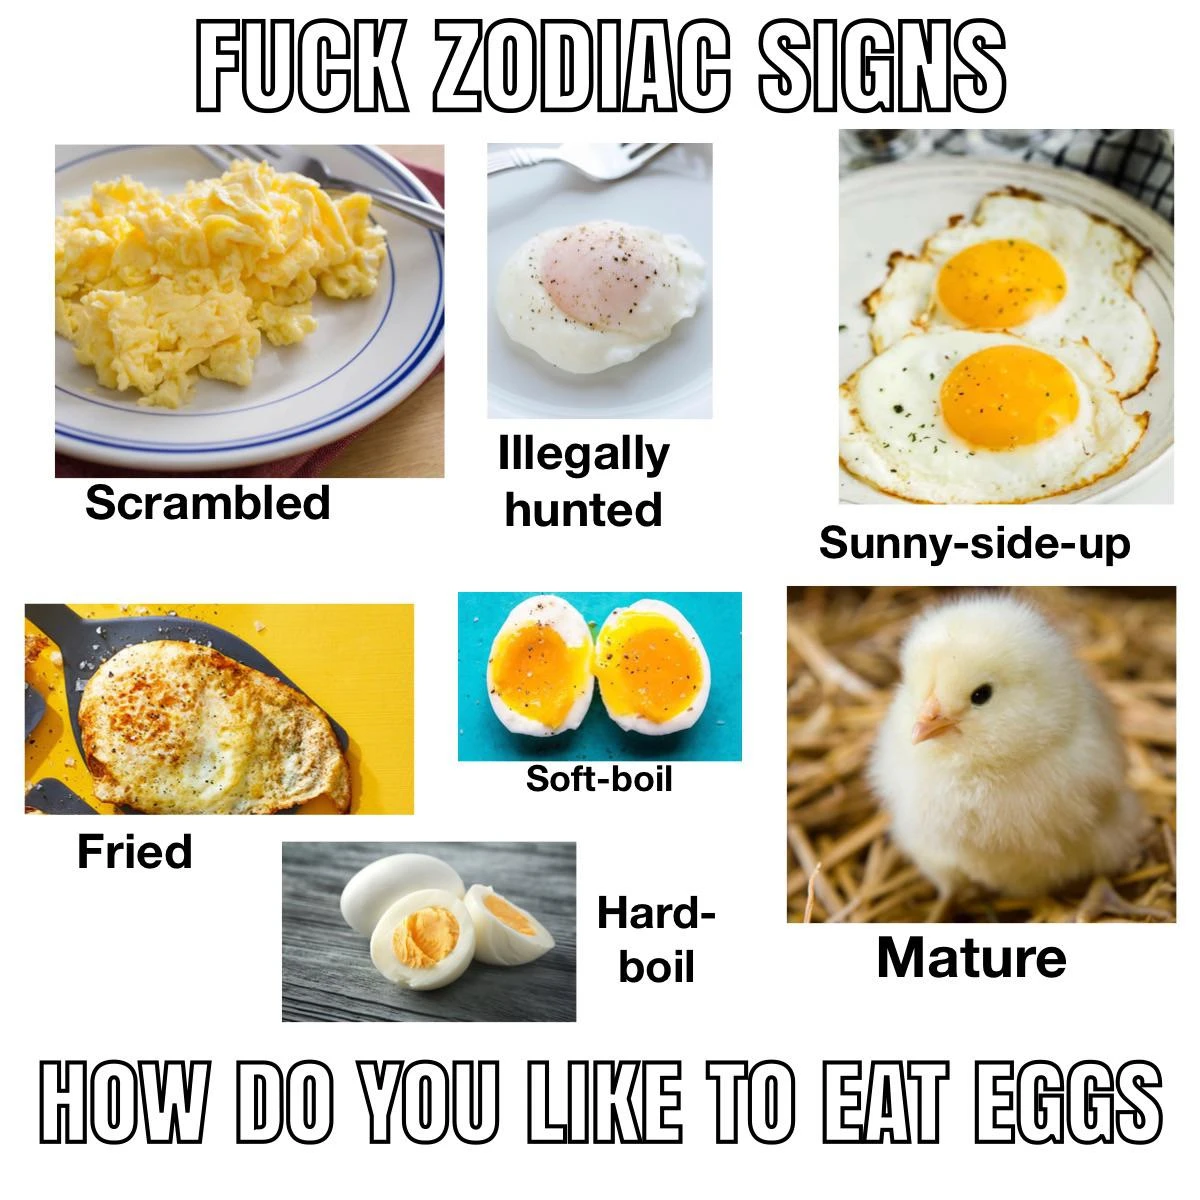 FUCK ZODIAC SIGNS
Scrambled
Illegally
hunted
Sunny-side-up
Fried
Soft-boil
Hard-
boil
Mature
HOW DO YOU LIKE TO EAT EGGS